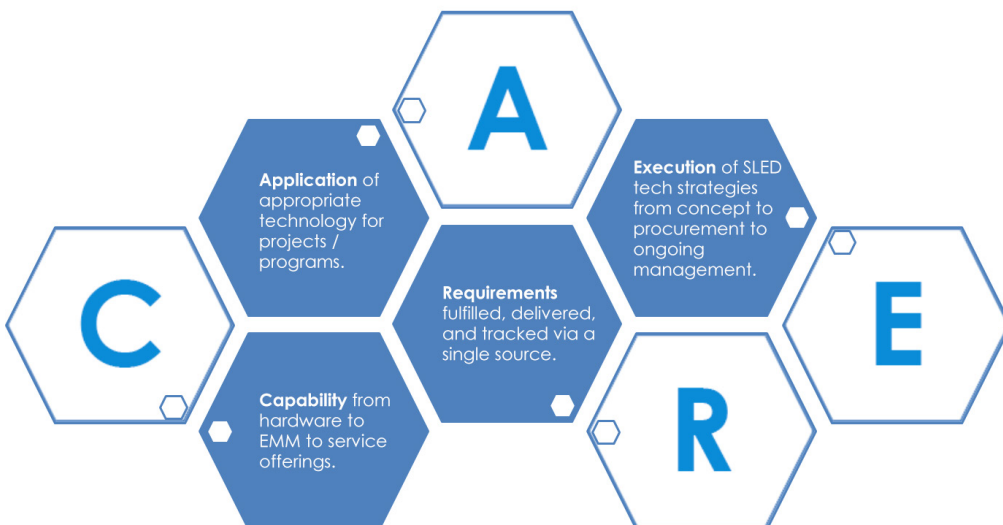 C
Capability from
hardware to
EMM to service
offerings.
A
Application of
appropriate
technology for
projects /
programs.
R
Requirements
fulfilled, delivered,
and tracked via a
single source.
E
Execution of SLED
tech strategies
from concept to
procurement to
ongoing
management.